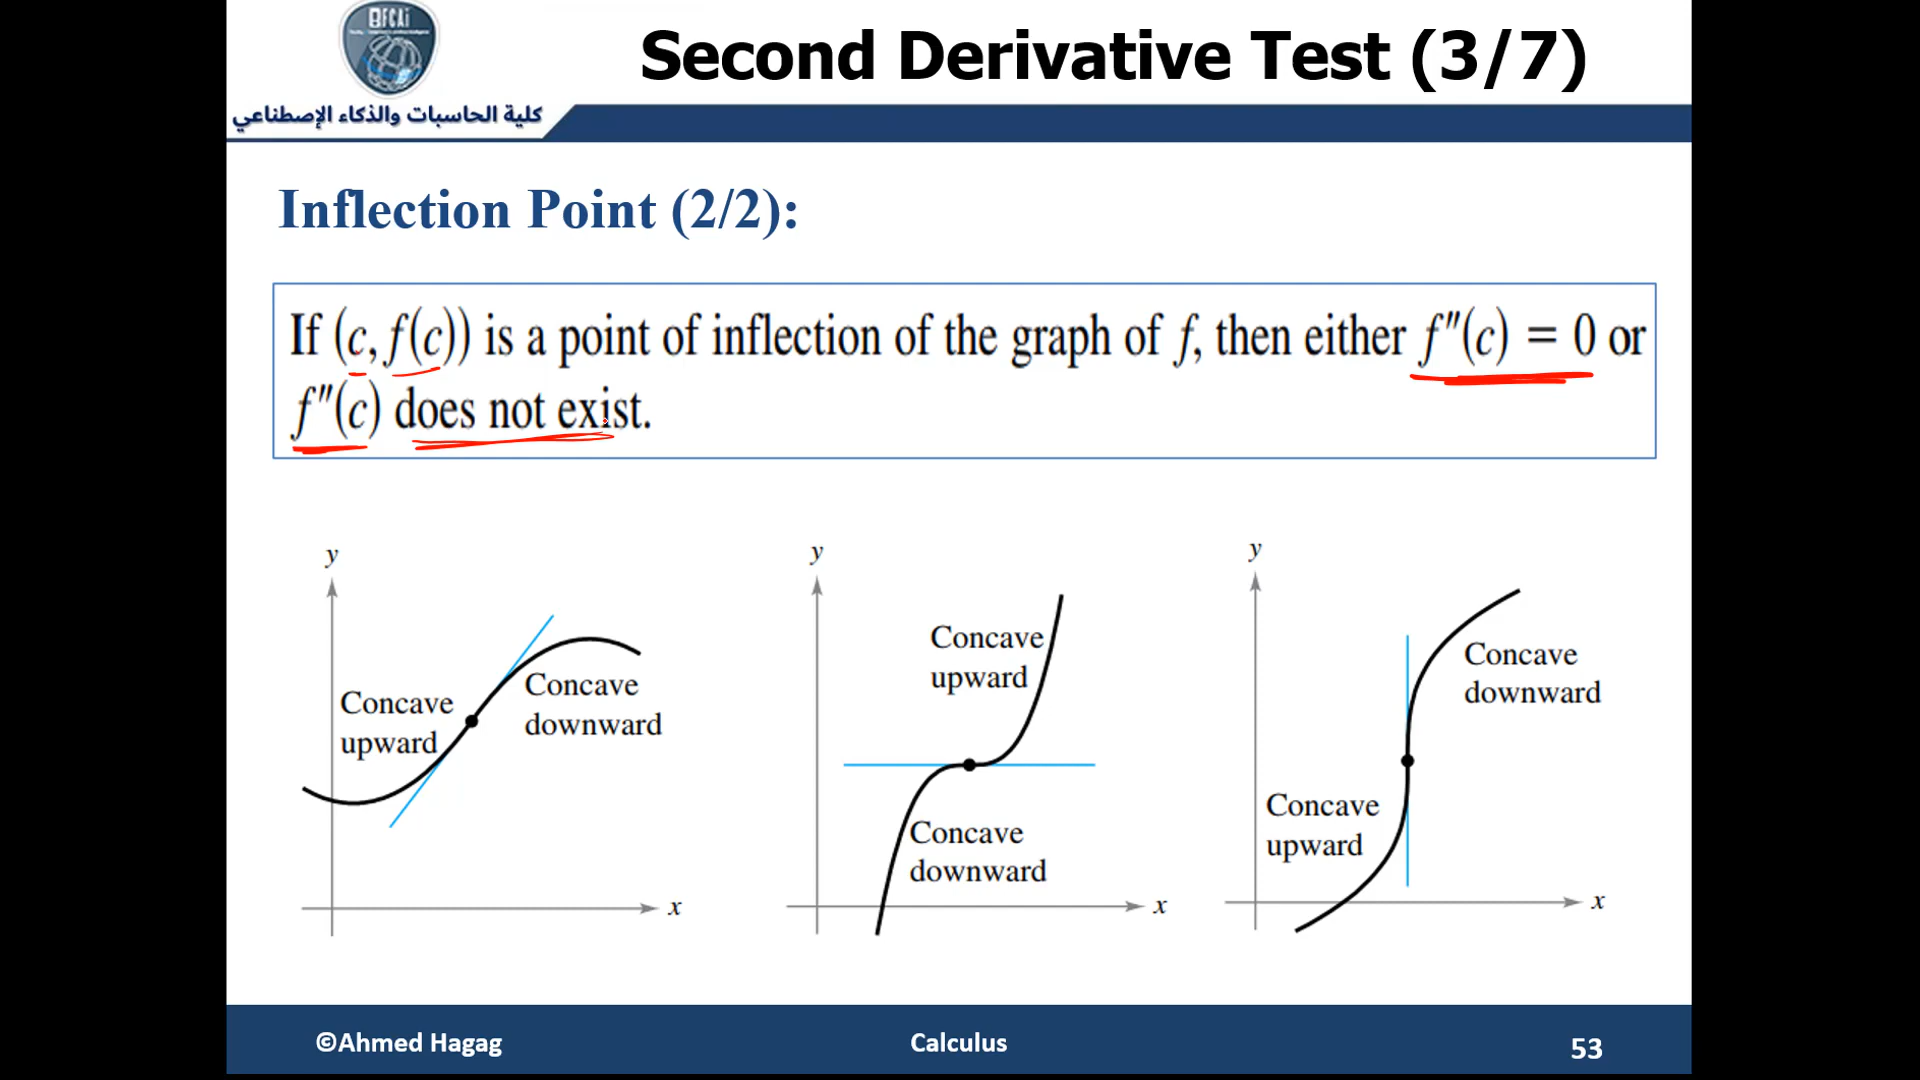 FCAi
Second Derivative Test (3/7)
كلية الحاسبات والذكاء الإصطناعي
Inflection Point (2/2):
If (c, f(c)) is a point of inflection of the graph of f, then either f″(c) = 0 or
f″(c) does not exist.
y
Concave
upward
Concave
downward
x
y
Concave
upward
Concave
downward
x
y
Concave
downward
Concave
upward
x
©Ahmed Hagag
Calculus
53